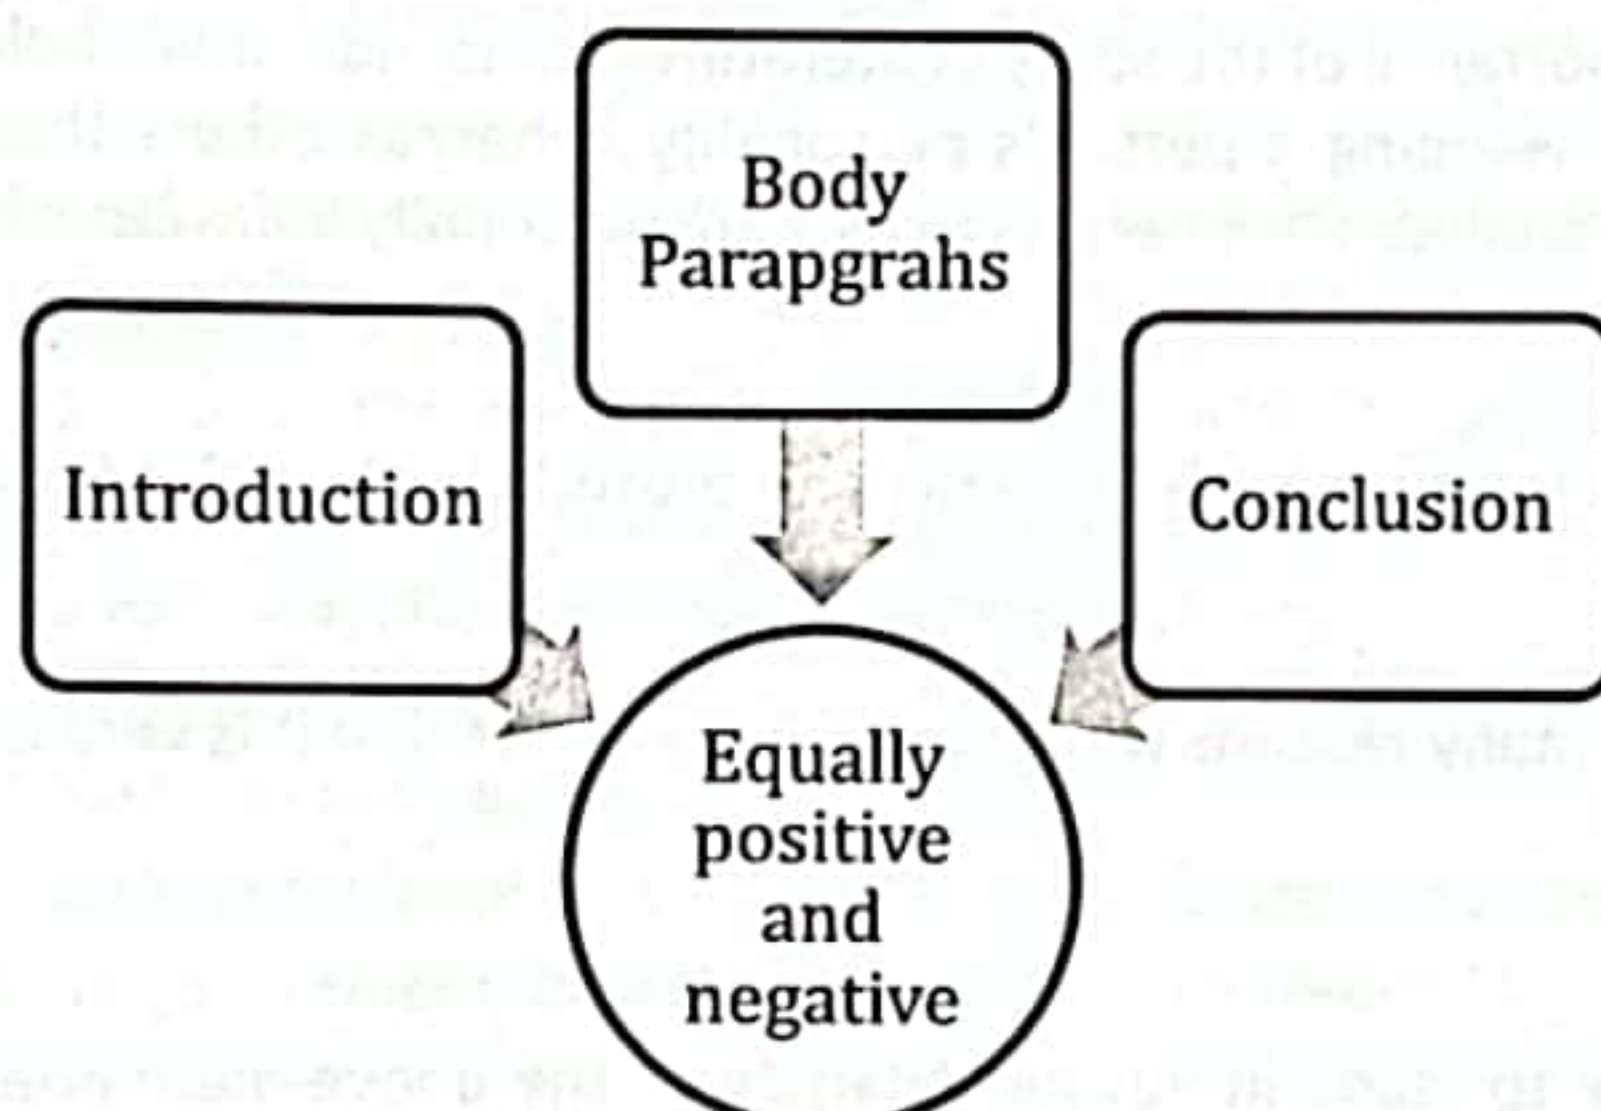 Body
Parapgrahs
Introduction
Conclusion
Equally
positive
and
negative